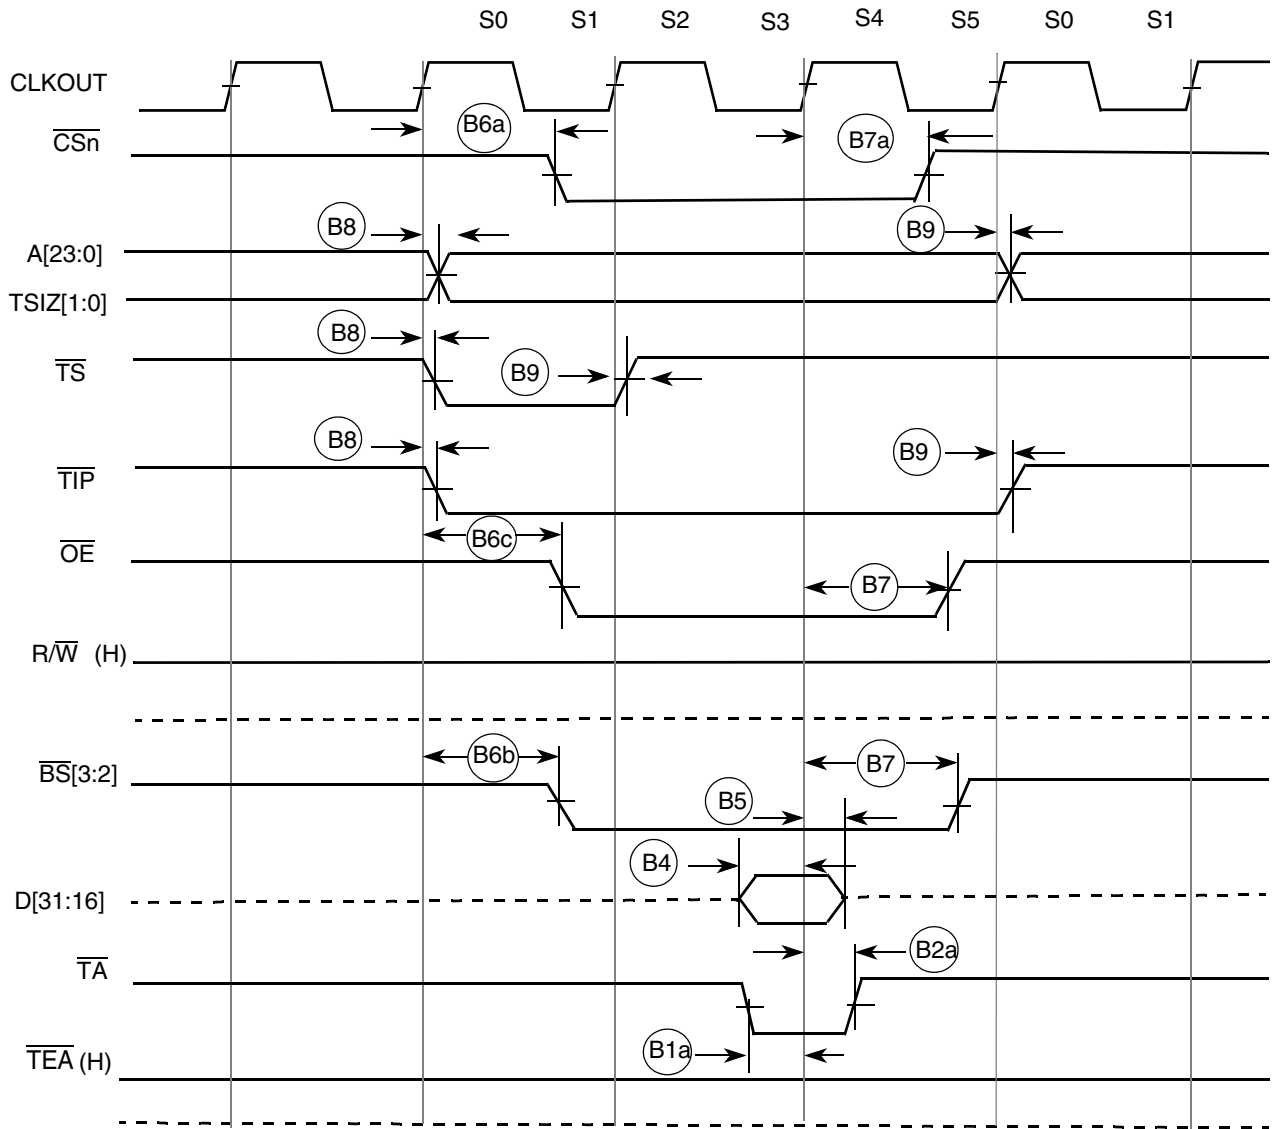 S0 S1 S2 S3 S4 S5 S0 S1
CLKOUT
B6a
B7a
CSn
B8
B9
A[23:0]
TSIZ[1:0]
B8
TS
B9
B8
B9
TIP
B6c
OE
B7
R/W (H)
B6b
B7
BS[3:2]
B5
B4
D[31:16]
B2a
TA
B1a
TEA (H)